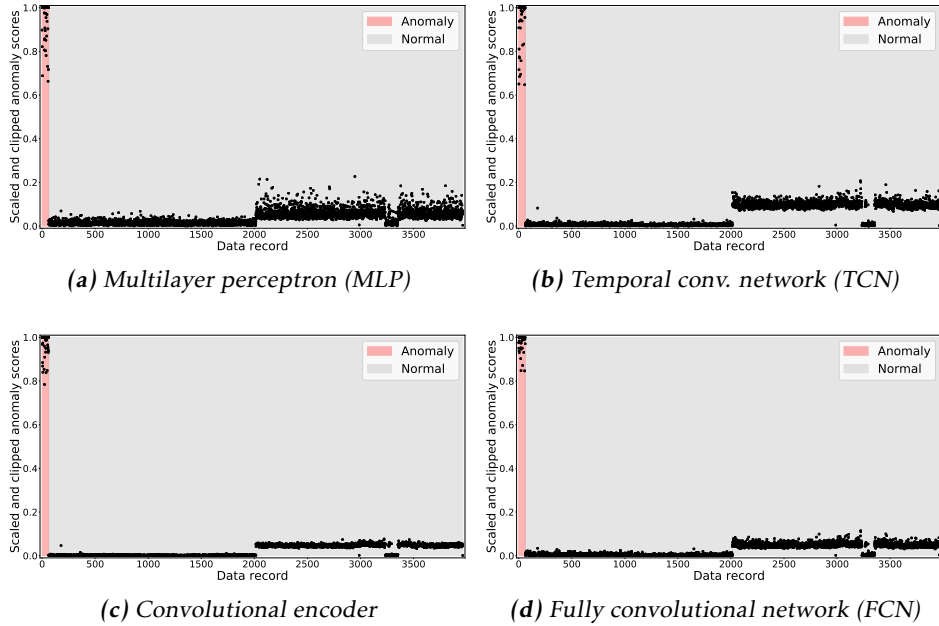 Scaled and clipped anomaly scores
1.0
0.8
0.6
0.4
0.2
0.0
0 500 1000 1500 2000 2500 3000 3500
Data record
Anomaly
Normal
(a) Multilayer perceptron (MLP)
Scaled and clipped anomaly scores
1.0
0.8
0.6
0.4
0.2
0.0
0 500 1000 1500 2000 2500 3000 3500
Data record
Anomaly
Normal
(b) Temporal conv. network (TCN)
Scaled and clipped anomaly scores
1.0
0.8
0.6
0.4
0.2
0.0
0 500 1000 1500 2000 2500 3000 3500
Data record
Anomaly
Normal
(c) Convolutional encoder
Scaled and clipped anomaly scores
1.0
0.8
0.6
0.4
0.2
0.0
0 500 1000 1500 2000 2500 3000 3500
Data record
Anomaly
Normal
(d) Fully convolutional network (FCN)